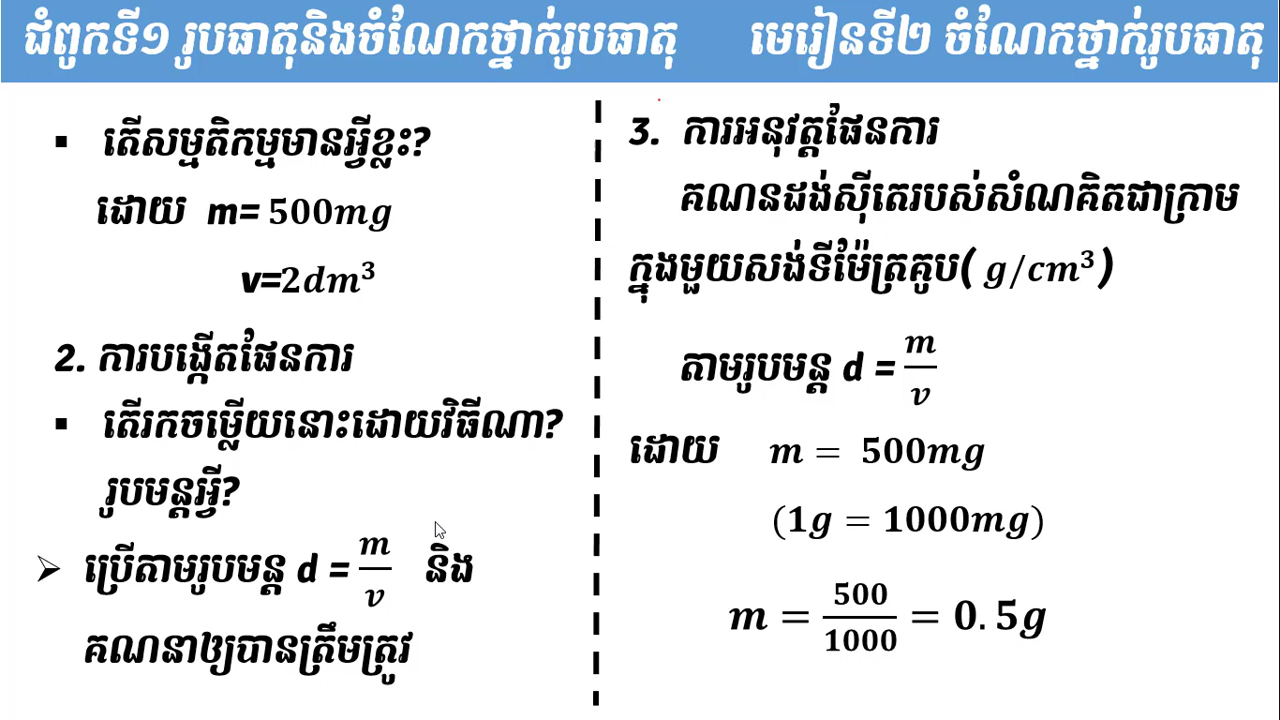 ជំពូកទី១ រូបធាតុនិងចំណែកថ្នាក់រូបធាតុ មេរៀនទី២ ចំណែកថ្នាក់រូបធាតុ
▪ តើសម្មតិកម្មមានអ្វីខ្លះ?
ដោយ m= 500mg
v=2dm³
2. ការបង្កើតផែនការ
▪ តើរកចម្លើយនោះដោយវិធីណា?
រូបមន្តអ្វី?
➢ ប្រើតាមរូបមន្ត d = m/v និង
គណនាឲ្យបានត្រឹមត្រូវ
3. ការអនុវត្តផែនការ
គណនដង់ស៊ីតេរបស់សំណគិតជាក្រាម
ក្នុងមួយសង់ទីម៉ែត្រគូប( g/cm³)
តាមរូបមន្ត d = m/v
ដោយ m = 500mg
(1g = 1000mg)
m = 500/1000 = 0.5g